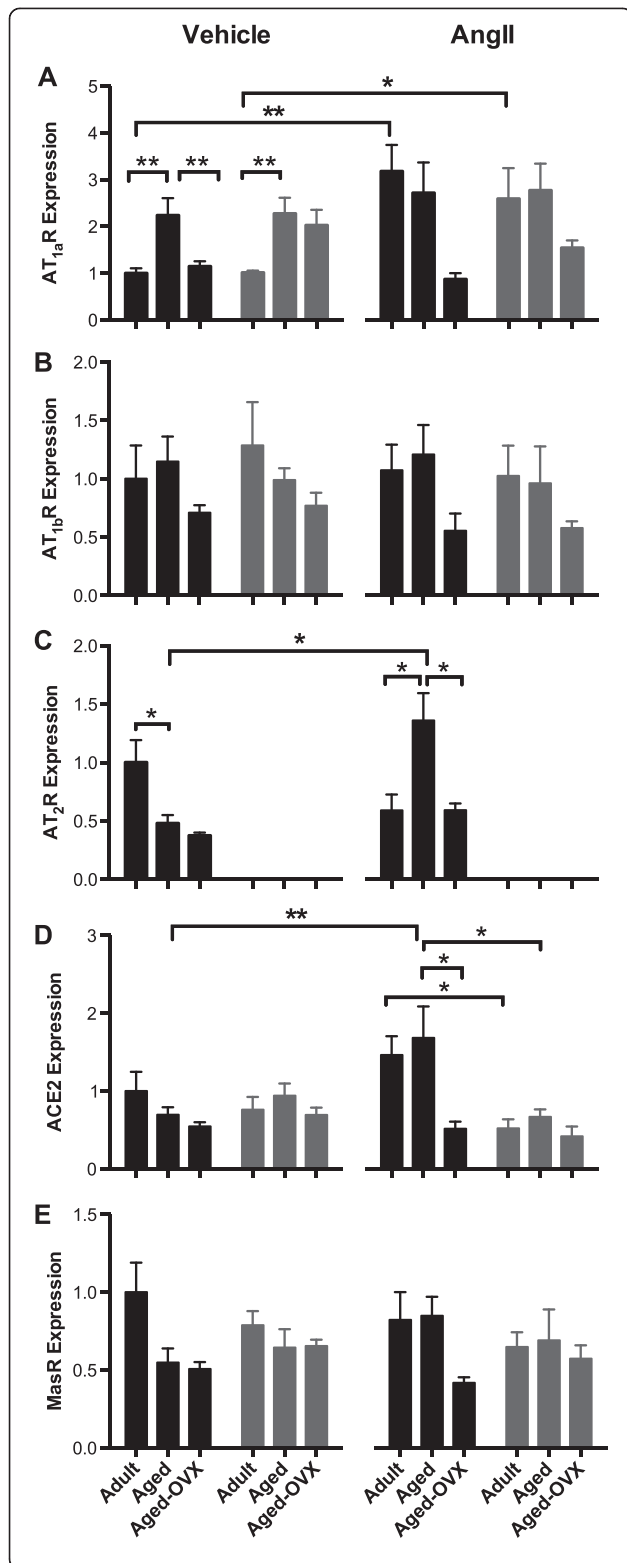 Vehicle AngII
A
AT1aR Expression
5
4
3
2
1
0
** ** ** ** *
B
AT1bR Expression
2.0
1.5
1.0
0.5
0.0
C
AT2R Expression
2.0
1.5
1.0
0.5
0.0
* * * *
D
ACE2 Expression
3
2
1
0
** * * *
E
MasR Expression
1.5
1.0
0.5
0.0
Adult Aged Aged-OVX Adult Aged Aged-OVX Adult Aged Aged-OVX Adult Aged Aged-OVX